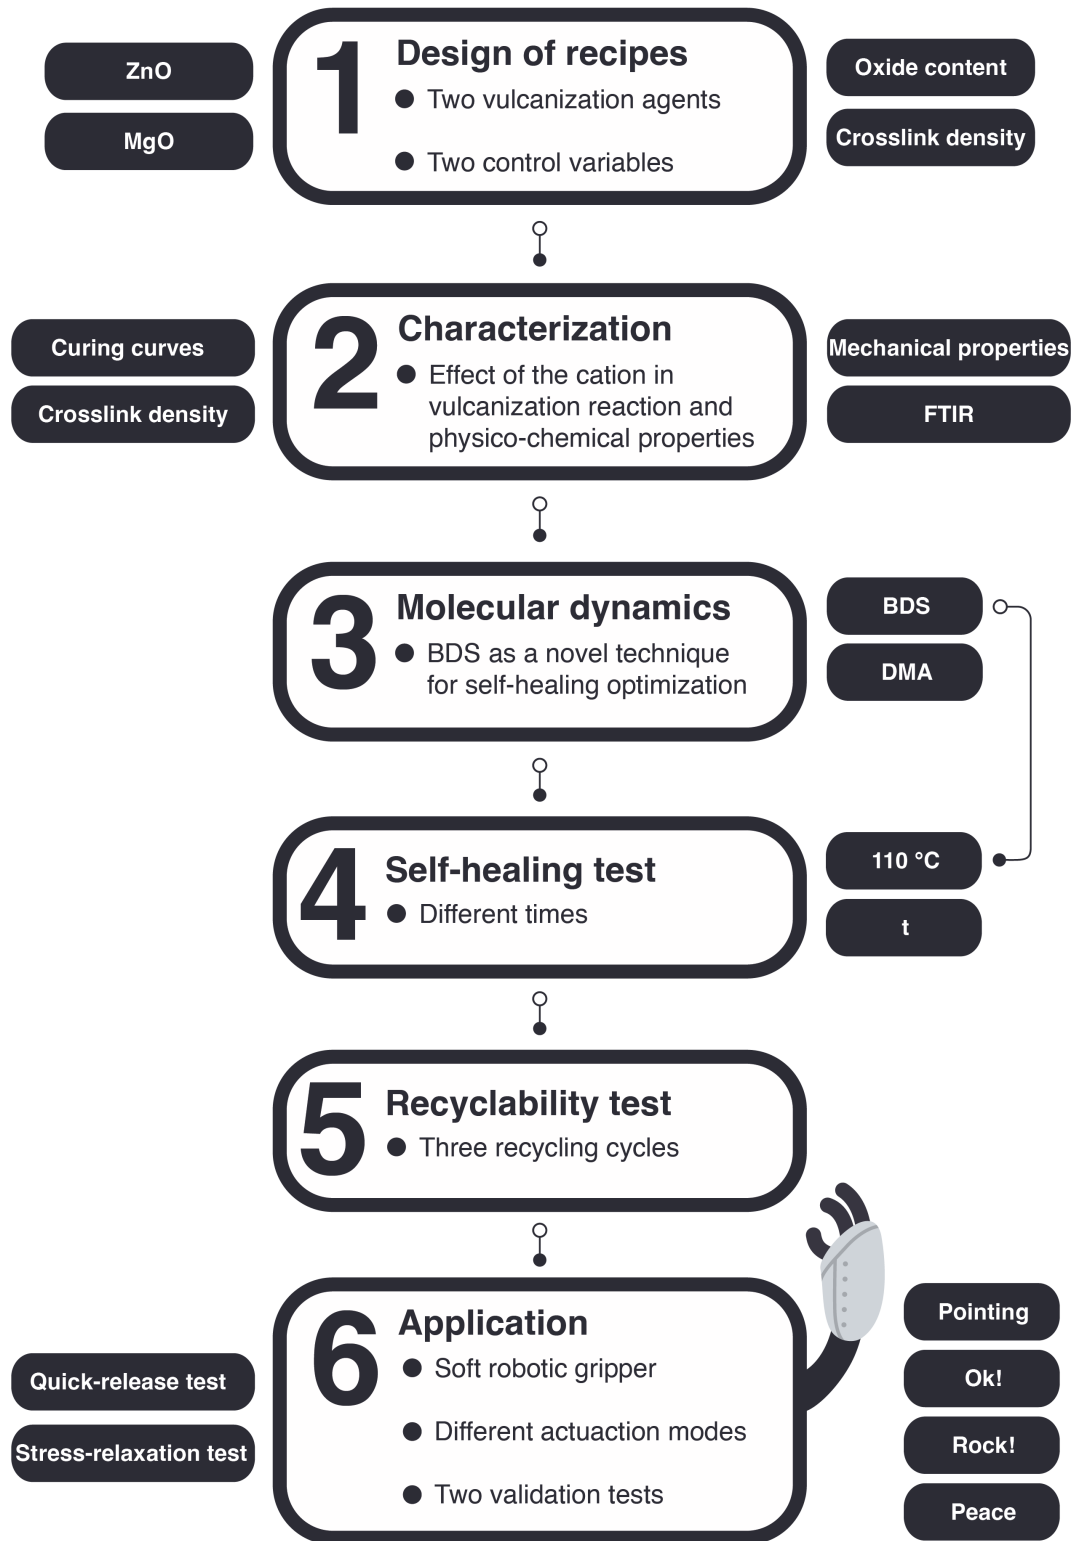 ZnO
MgO
1
Design of recipes
● Two vulcanization agents
● Two control variables
Oxide content
Crosslink density
Curing curves
Crosslink density
2
Characterization
● Effect of the cation in
vulcanization reaction and
physico-chemical properties
Mechanical properties
FTIR
3
Molecular dynamics
● BDS as a novel technique
for self-healing optimization
BDS
DMA
4
Self-healing test
● Different times
110 °C
t
5
Recyclability test
● Three recycling cycles
Quick-release test
Stress-relaxation test
6
Application
● Soft robotic gripper
● Different actuaction modes
● Two validation tests
Pointing
Ok!
Rock!
Peace